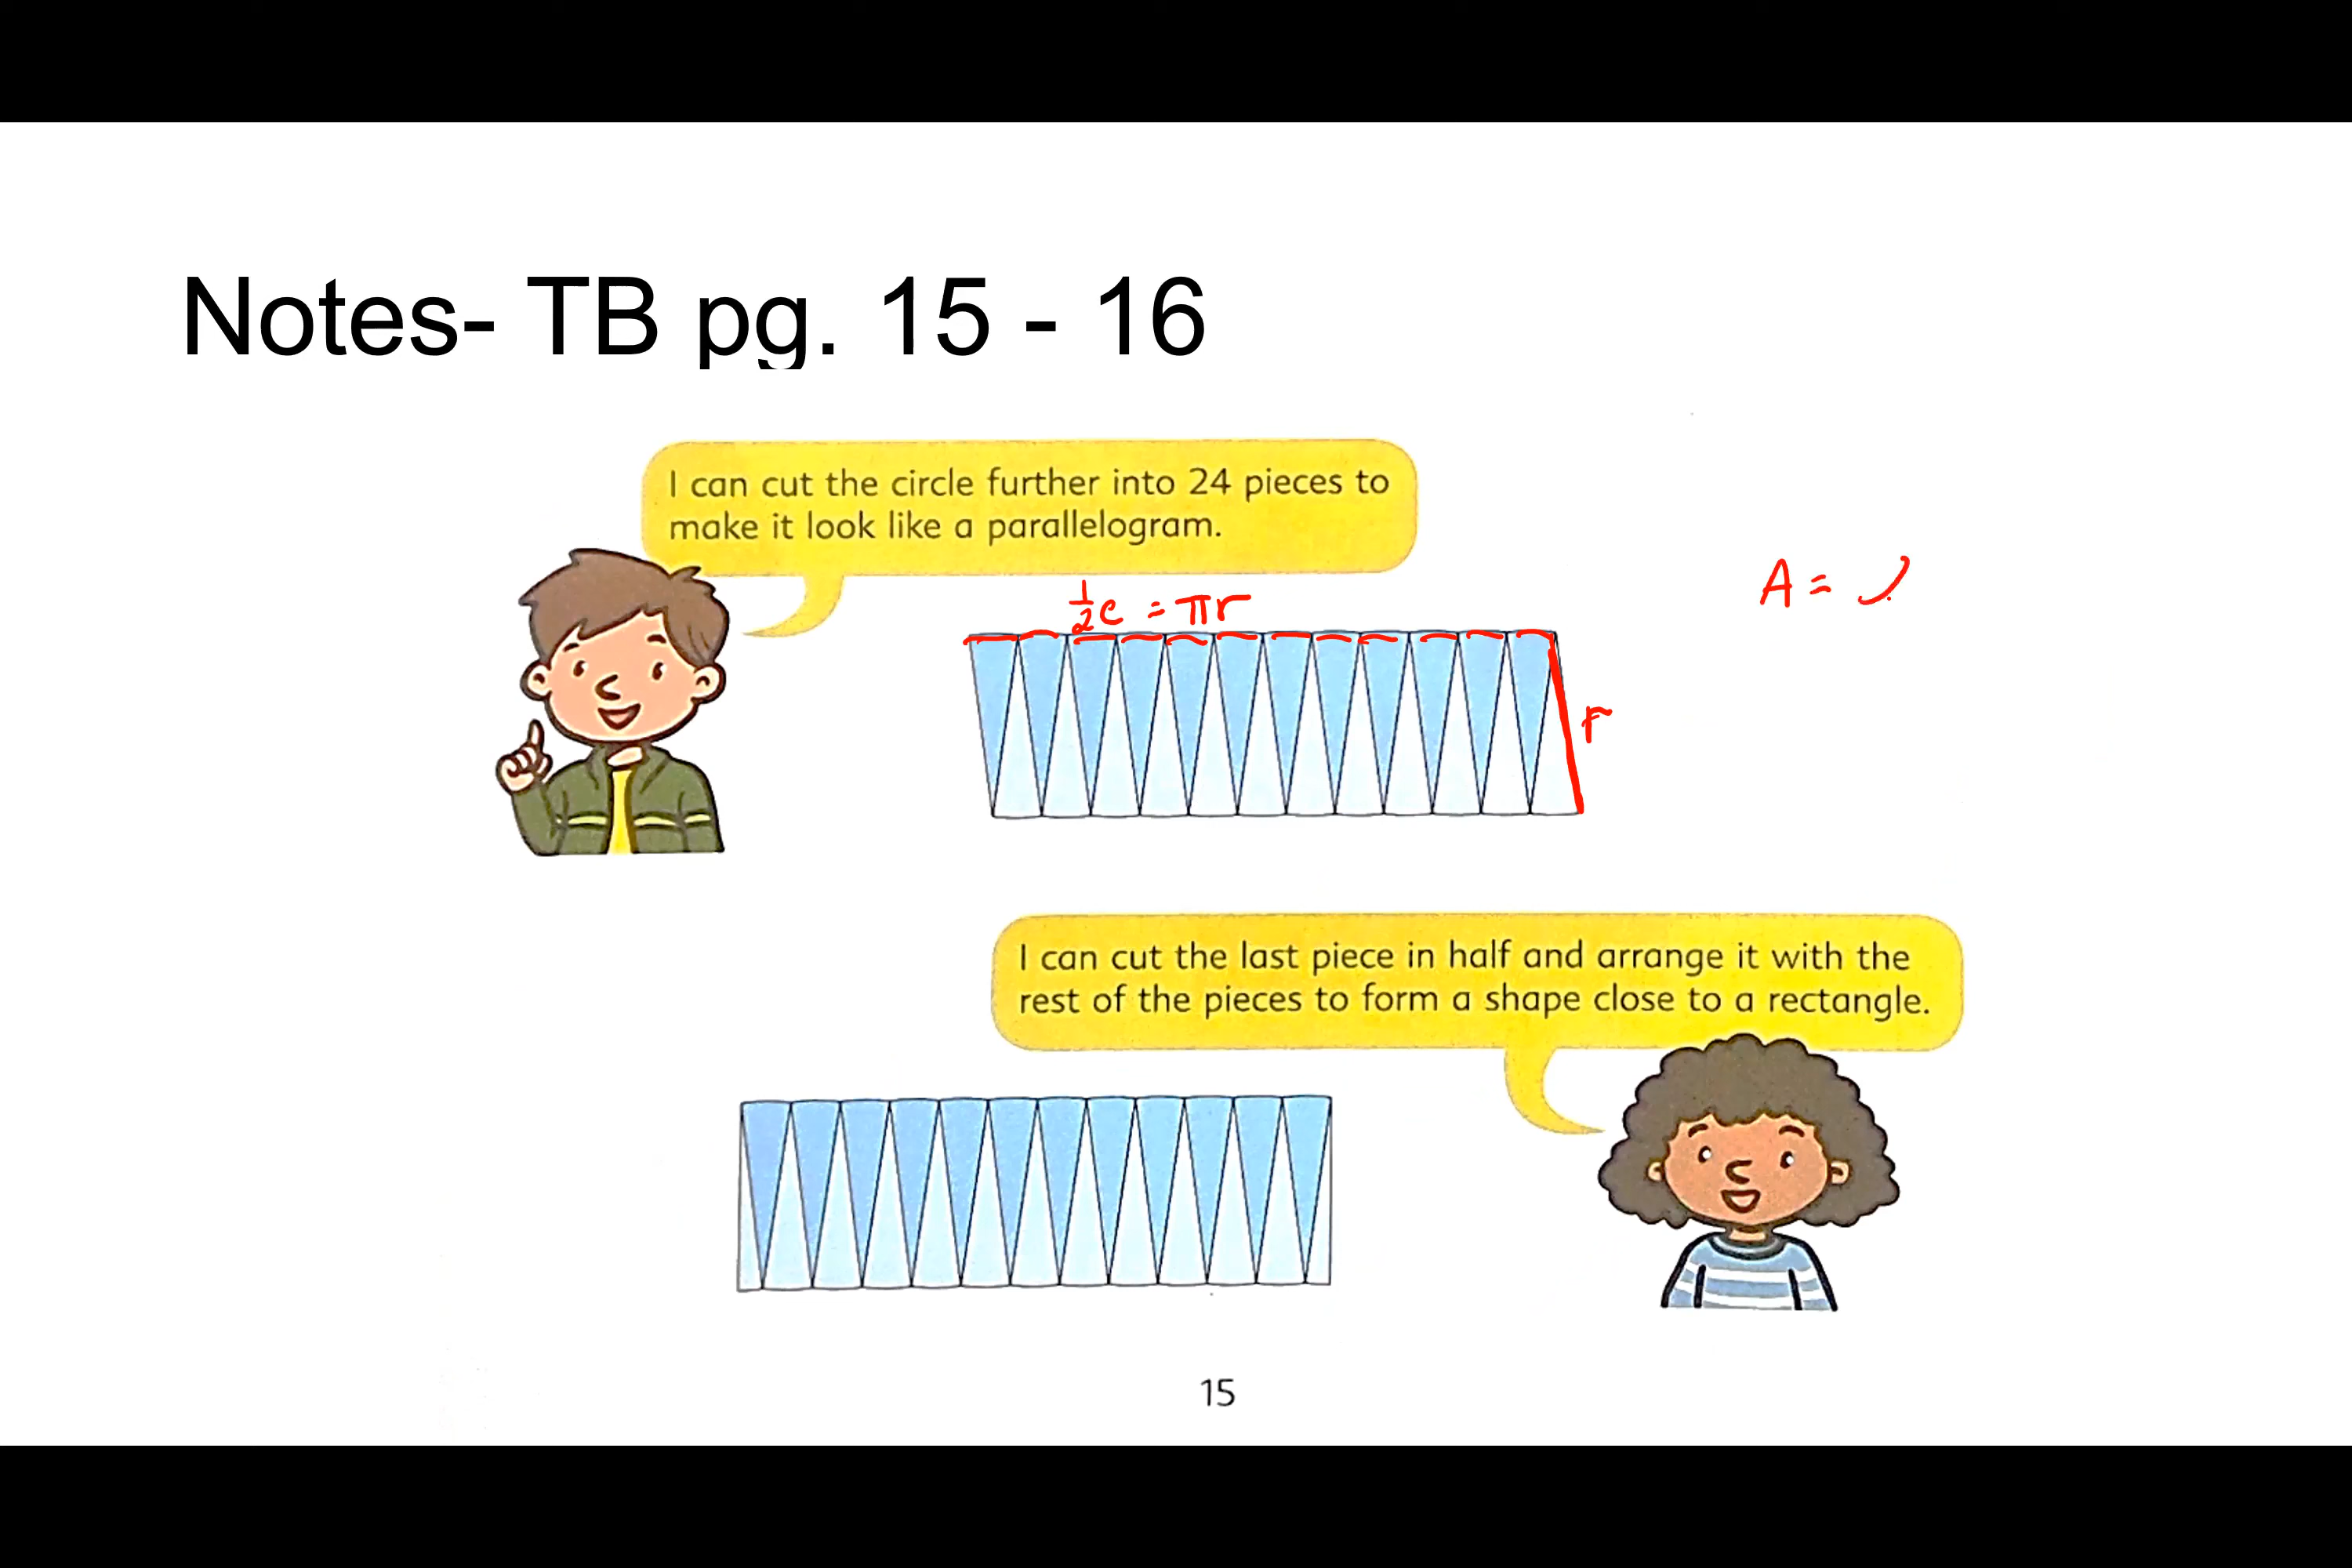 Notes- TB pg. 15 - 16
I can cut the circle further into 24 pieces to
make it look like a parallelogram.
½c = πr
A =
r
I can cut the last piece in half and arrange it with the
rest of the pieces to form a shape close to a rectangle.
15